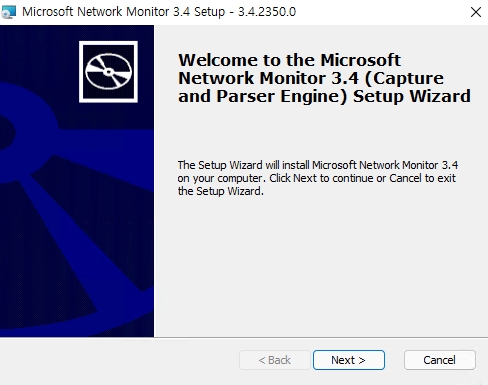 Microsoft Network Monitor 3.4 Setup - 3.4.2350.0
Welcome to the Microsoft
Network Monitor 3.4 (Capture
and Parser Engine) Setup Wizard
The Setup Wizard will install Microsoft Network Monitor 3.4
on your computer. Click Next to continue or Cancel to exit
the Setup Wizard.
< Back Next > Cancel